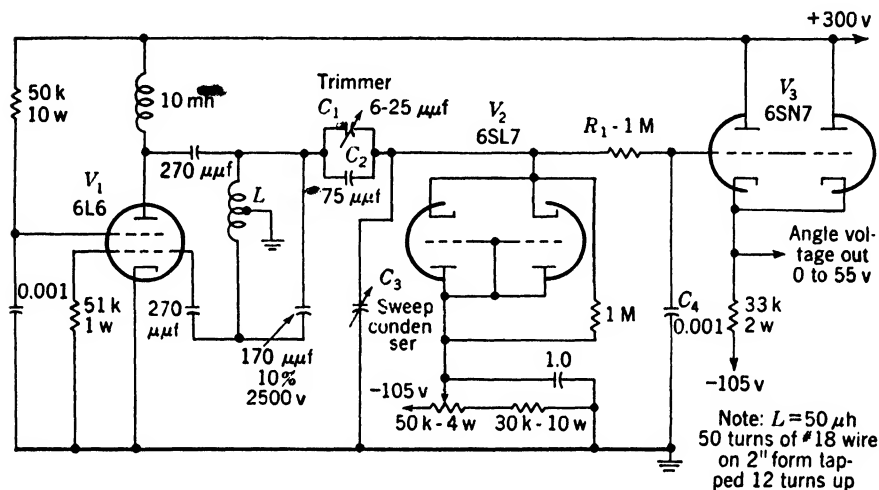 +300 v
50 k
10 w
10 mh
Trimmer
C1
6-25 μμf
C2
75 μμf
V2
6SL7
R1 - 1 M
V3
6SN7
V1
6L6
270 μμf
L
0.001
51 k
1 w
270
μμf
170 μμf
10%
2500 v
C3
Sweep
conden
ser
1 M
1.0
-105 v
50 k - 4 w
30 k - 10 w
C4
0.001
Angle vol-
tage out
0 to 55 v
33 k
2 w
-105 v
Note: L = 50 μh
50 turns of #18 wire
on 2" form tap-
ped 12 turns up